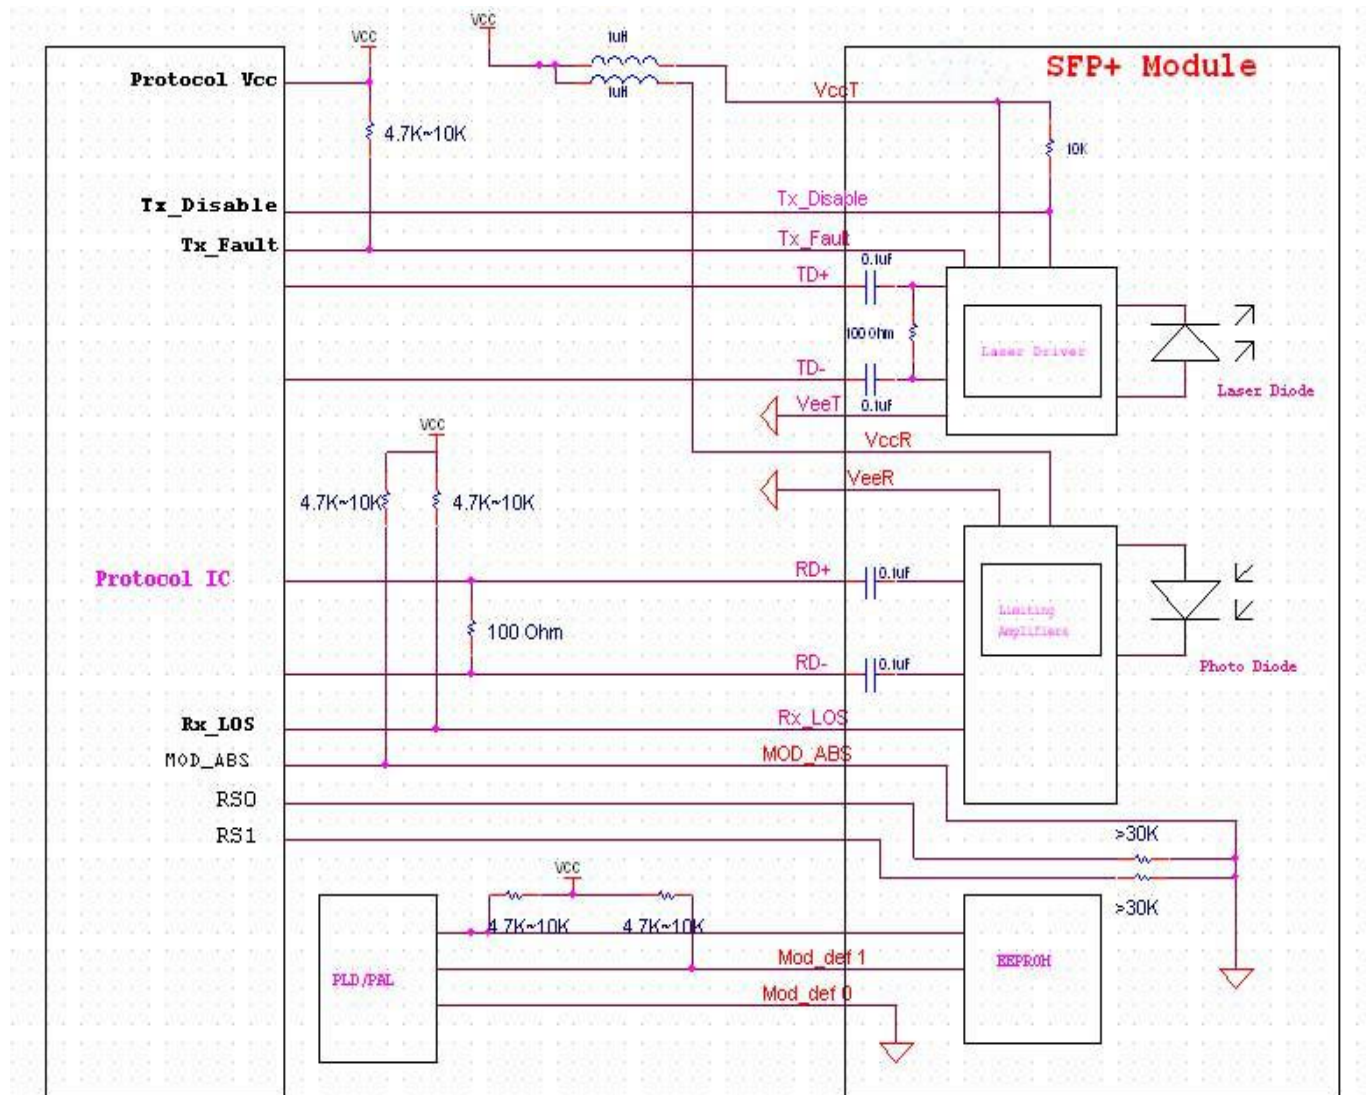 VCC
VCC
1uH
1uH
SFP+ Module
Protocol Vcc
VccT
4.7K~10K
10K
Tx_Disable
Tx_Disable
Tx_Fault
Tx_Fault
0.1uf
TD+
100 Ohm
Laser Driver
TD-
Laser Diode
VeeT
0.1uf
VCC
VccR
VeeR
4.7K~10K
4.7K~10K
Protocol IC
RD+
0.1uf
Limiting
Amplifiers
100 Ohm
RD-
0.1uf
Photo Diode
Rx_LOS
Rx_LOS
MOD_ABS
MOD_ABS
RS0
RS1
>30K
VCC
>30K
4.7K~10K
4.7K~10K
Mod_def 1
EEPROM
PLD/PAL
Mod_def 0